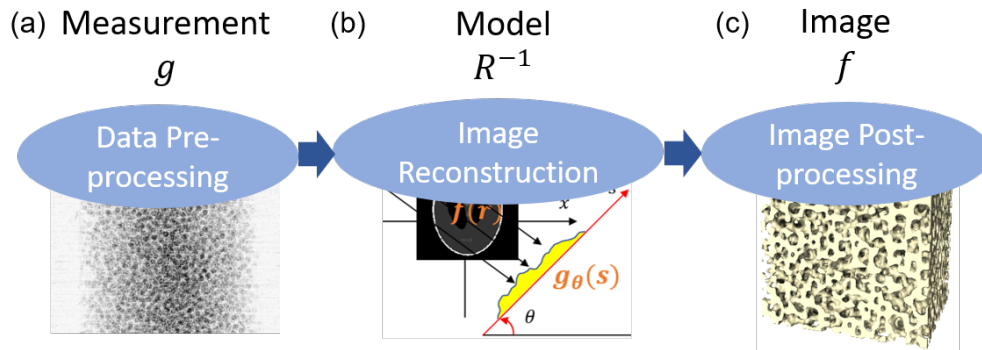 (a) Measurement
g
Data Pre-
processing
(b) Model
R⁻¹
Image
Reconstruction
f(r)
x
s
g_θ(s)
θ
(c) Image
f
Image Post-
processing